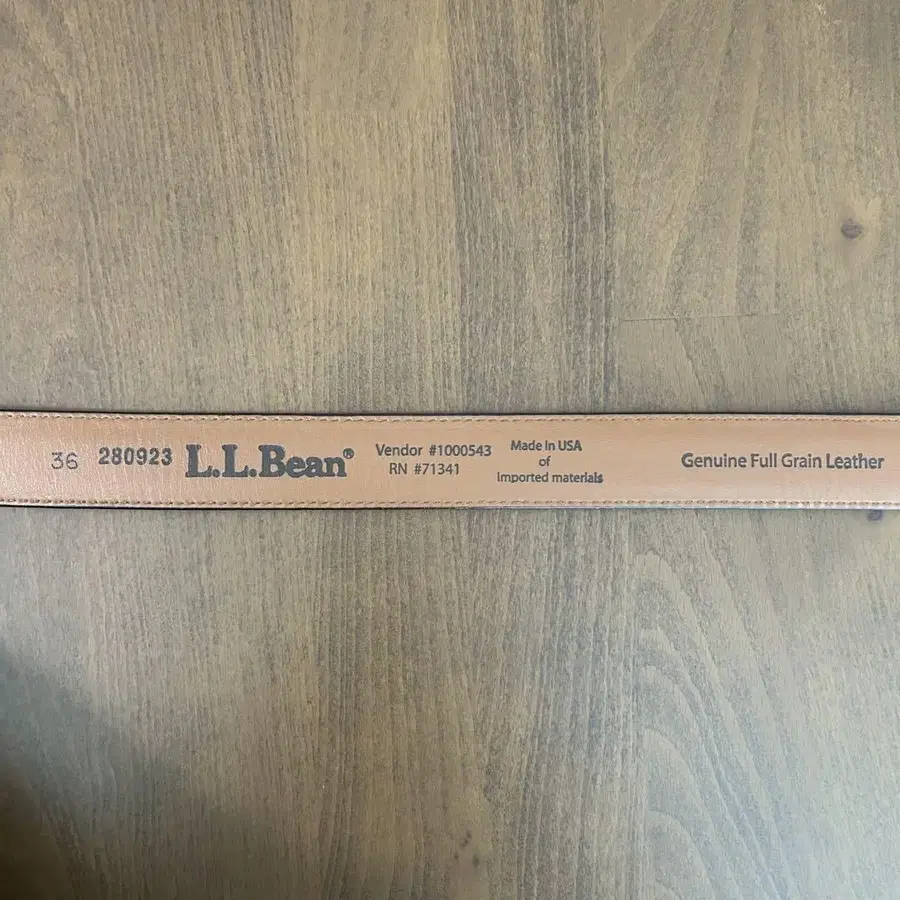 36 280923 L.L.Bean®
Vendor #1000543
RN #71341
Made In USA
of
Imported materials
Genuine Full Grain Leather